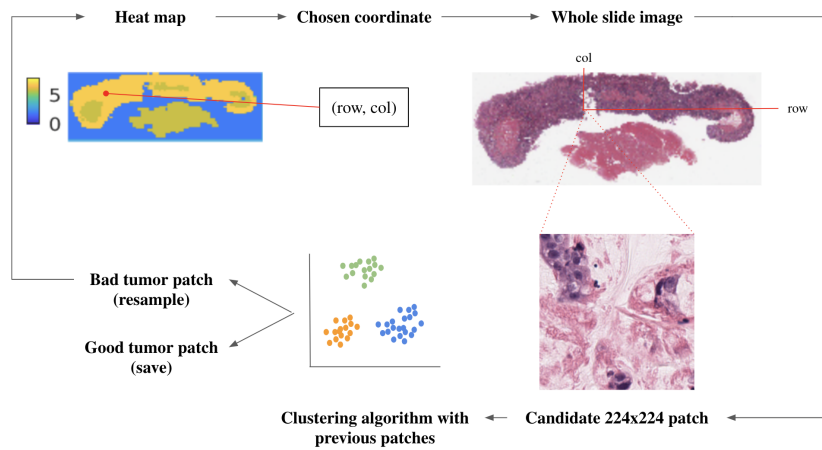 Heat map
Chosen coordinate
Whole slide image
col
5
0
(row, col)
row
Bad tumor patch
(resample)
Good tumor patch
(save)
Clustering algorithm with
previous patches
Candidate 224x224 patch